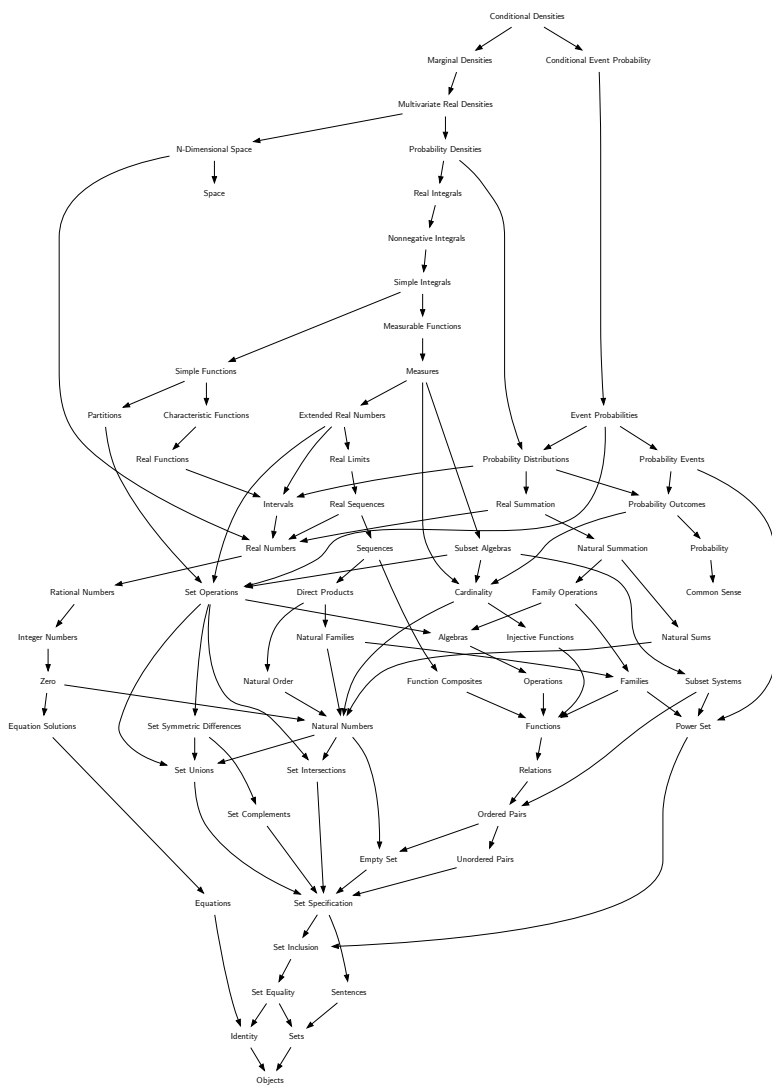 Conditional Densities
Marginal Densities
Conditional Event Probability
Multivariate Real Densities
N-Dimensional Space
Probability Densities
Space
Real Integrals
Nonnegative Integrals
Simple Integrals
Measurable Functions
Simple Functions
Measures
Partitions
Characteristic Functions
Extended Real Numbers
Event Probabilities
Real Functions
Real Limits
Probability Distributions
Probability Events
Intervals
Real Sequences
Real Summation
Probability Outcomes
Real Numbers
Sequences
Subset Algebras
Natural Summation
Probability
Rational Numbers
Set Operations
Direct Products
Cardinality
Family Operations
Common Sense
Integer Numbers
Natural Families
Algebras
Injective Functions
Natural Sums
Zero
Natural Order
Function Composites
Operations
Families
Subset Systems
Equation Solutions
Set Symmetric Differences
Natural Numbers
Functions
Power Set
Set Unions
Set Intersections
Relations
Set Complements
Ordered Pairs
Empty Set
Unordered Pairs
Equations
Set Specification
Set Inclusion
Set Equality
Sentences
Identity
Sets
Objects